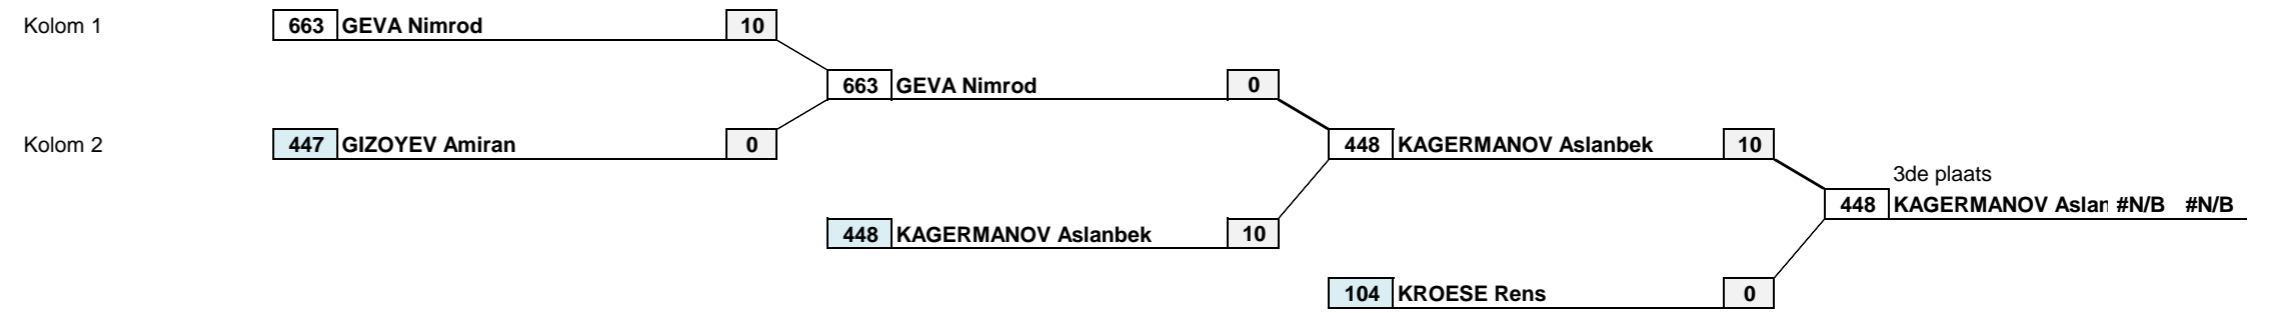 Kolom 1 663 GEVA Nimrod 10
663 GEVA Nimrod 0
Kolom 2 447 GIZOYEV Amiran 0 448 KAGERMANOV Aslanbek 10
3de plaats
448 KAGERMANOV Aslan #N/B #N/B
448 KAGERMANOV Aslanbek 10
104 KROESE Rens 0